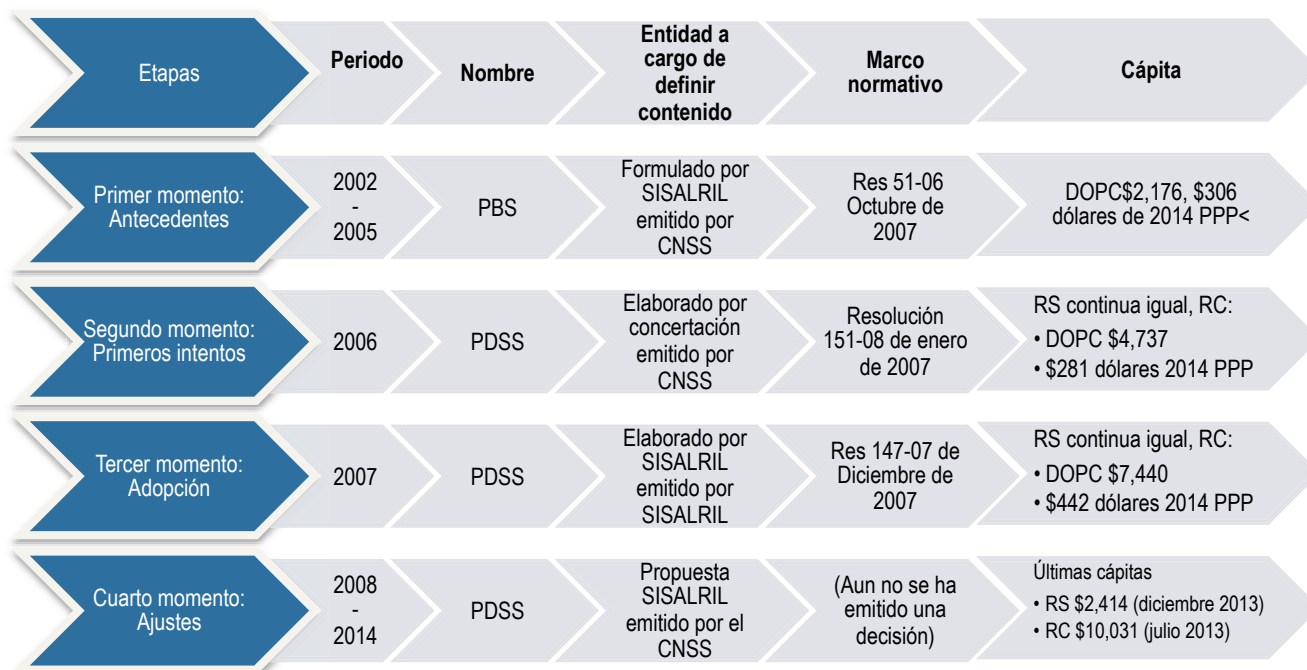 Etapas
Periodo
Nombre
Entidad a
cargo de
definir
contenido
Marco
normativo
Cápita
Primer momento:
Antecedentes
2002
-
2005
PBS
Formulado por
SISALRIL
emitido por
CNSS
Res 51-06
Octubre de
2007
DOPC$2,176, $306
dólares de 2014 PPP<
Segundo momento:
Primeros intentos
2006
PDSS
Elaborado por
concertación
emitido por
CNSS
Resolución
151-08 de enero
de 2007
RS continua igual, RC:
• DOPC $4,737
• $281 dólares 2014 PPP
Tercer momento:
Adopción
2007
PDSS
Elaborado por
SISALRIL
emitido por
SISALRIL
Res 147-07 de
Diciembre de
2007
RS continua igual, RC:
• DOPC $7,440
• $442 dólares 2014 PPP
Cuarto momento:
Ajustes
2008
-
2014
PDSS
Propuesta
SISALRIL
emitido por el
CNSS
(Aun no se ha
emitido una
decisión)
Últimas cápitas
• RS $2,414 (diciembre 2013)
• RC $10,031 (julio 2013)